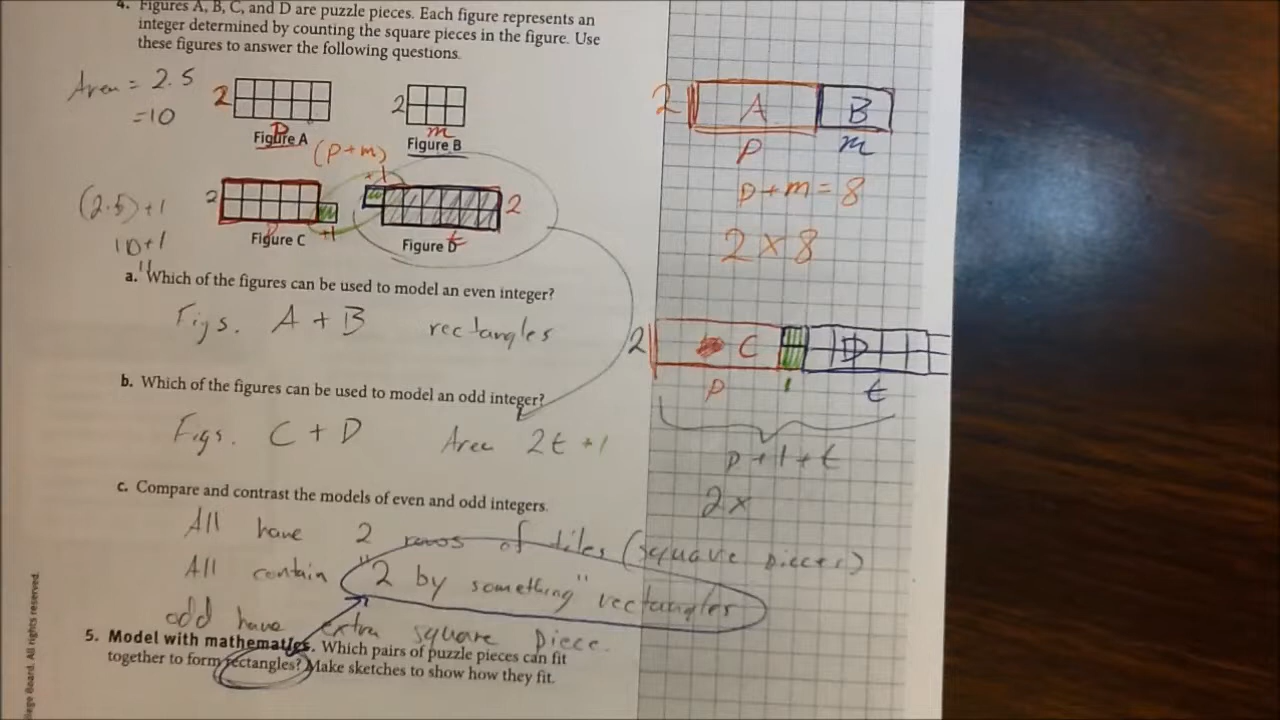 4. Figures A, B, C, and D are puzzle pieces. Each figure represents an
integer determined by counting the square pieces in the figure. Use
these figures to answer the following questions.
Area = 2.5
=10
2
Figure A
p
2
Figure B
m
(p+m)
(2.5)+1
10+1
11
2
Figure C
p
+1
+1
2
Figure D
t
a. Which of the figures can be used to model an even integer?
Figs. A + B rectangles
b. Which of the figures can be used to model an odd integer?
Figs. C + D Area 2t +1
c. Compare and contrast the models of even and odd integers.
All have 2 rows of tiles (square pieces)
All contain "2 by something" rectangles
odd have extra square piece.
5. Model with mathematics. Which pairs of puzzle pieces can fit
together to form rectangles? Make sketches to show how they fit.
lege Board. All rights reserved.
2 A B
p m
p+m = 8
2 x 8
2 C D
p 1 t
p+1+t
2 x